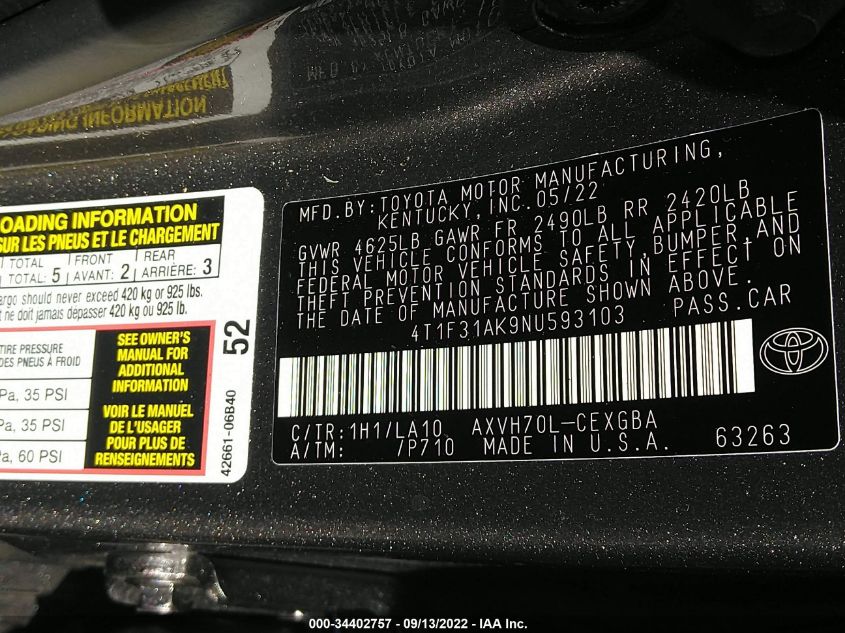 OADING INFORMATION
SUR LES PNEUS ET LE CHARGEMENT
TOTAL FRONT REAR
TOTAL: 5 AVANT: 2 ARRIÈRE: 3
argo should never exceed 420 kg or 925 lbs.
t ne doit jamais dépasser 420 kg ou 925 lb.
TIRE PRESSURE
DES PNEUS À FROID
Pa, 35 PSI
Pa, 35 PSI
a, 60 PSI
SEE OWNER'S
MANUAL FOR
ADDITIONAL
INFORMATION
VOIR LE MANUEL
DE L'USAGER
POUR PLUS DE
RENSEIGNEMENTS
52
42661-06B40
MFD.BY:TOYOTA MOTOR MANUFACTURING,
KENTUCKY, INC.05/22
GVWR 4625LB GAWR FR 2490LB RR 2420LB
THIS VEHICLE CONFORMS TO ALL APPLICABLE
FEDERAL MOTOR VEHICLE SAFETY,BUMPER AND
THEFT PREVENTION STANDARDS IN EFFECT ON
THE DATE OF MANUFACTURE SHOWN ABOVE.
4T1F31AK9NU593103 PASS.CAR
C/TR:1H1/LA10 AXVH70L-CEXGBA
A/TM: /P710 MADE IN U.S.A. 63263
000-34402757 - 09/13/2022 - IAA Inc.